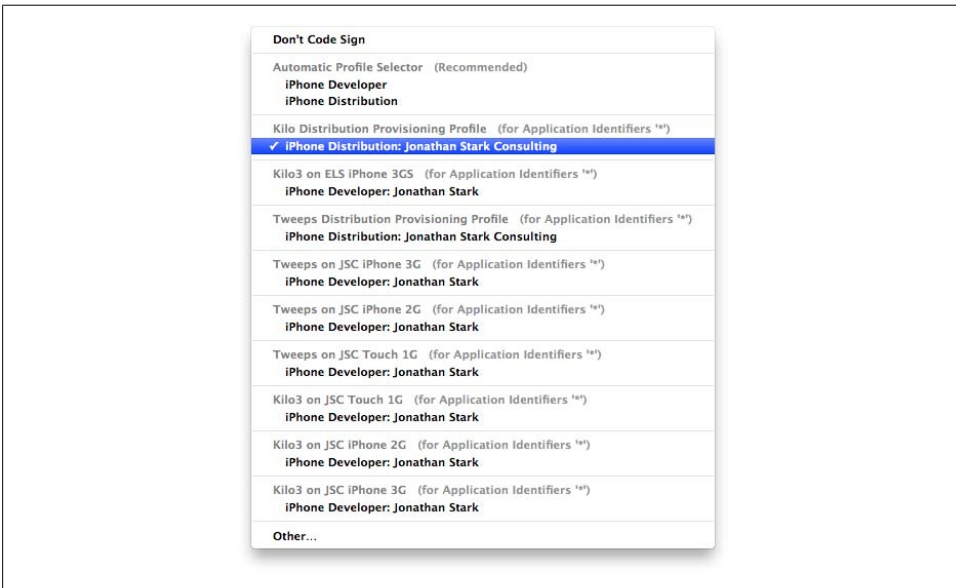 Don't Code Sign
Automatic Profile Selector (Recommended)
iPhone Developer
iPhone Distribution
Kilo Distribution Provisioning Profile (for Application Identifiers '*')
✓ iPhone Distribution: Jonathan Stark Consulting
Kilo3 on ELS iPhone 3GS (for Application Identifiers '*')
iPhone Developer: Jonathan Stark
Tweeps Distribution Provisioning Profile (for Application Identifiers '*')
iPhone Distribution: Jonathan Stark Consulting
Tweeps on JSC iPhone 3G (for Application Identifiers '*')
iPhone Developer: Jonathan Stark
Tweeps on JSC iPhone 2G (for Application Identifiers '*')
iPhone Developer: Jonathan Stark
Tweeps on JSC Touch 1G (for Application Identifiers '*')
iPhone Developer: Jonathan Stark
Kilo3 on JSC Touch 1G (for Application Identifiers '*')
iPhone Developer: Jonathan Stark
Kilo3 on JSC iPhone 2G (for Application Identifiers '*')
iPhone Developer: Jonathan Stark
Kilo3 on JSC iPhone 3G (for Application Identifiers '*')
iPhone Developer: Jonathan Stark
Other...